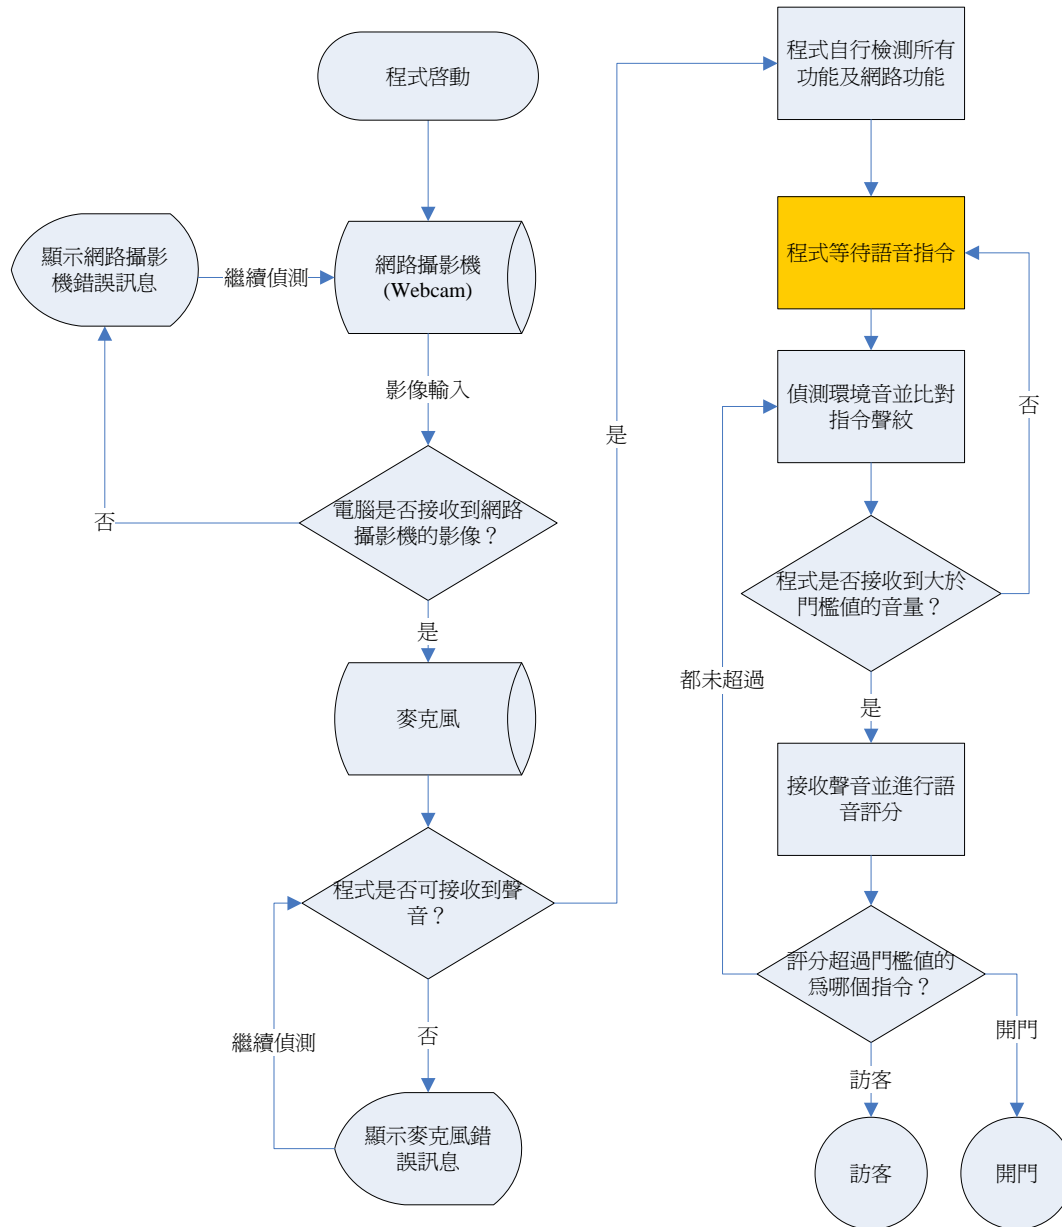 程式啟動
顯示網路攝影
機錯誤訊息
繼續偵測
網路攝影機
(Webcam)
影像輸入
電腦是否接收到網路
攝影機的影像？
否
是
麥克風
程式是否可接收到聲
音？
是
否
繼續偵測
顯示麥克風錯
誤訊息
程式自行檢測所有
功能及網路功能
程式等待語音指令
偵測環境音並比對
指令聲紋
否
程式是否接收到大於
門檻值的音量？
都未超過
是
接收聲音並進行語
音評分
評分超過門檻值的
為哪個指令？
訪客
開門
訪客
開門